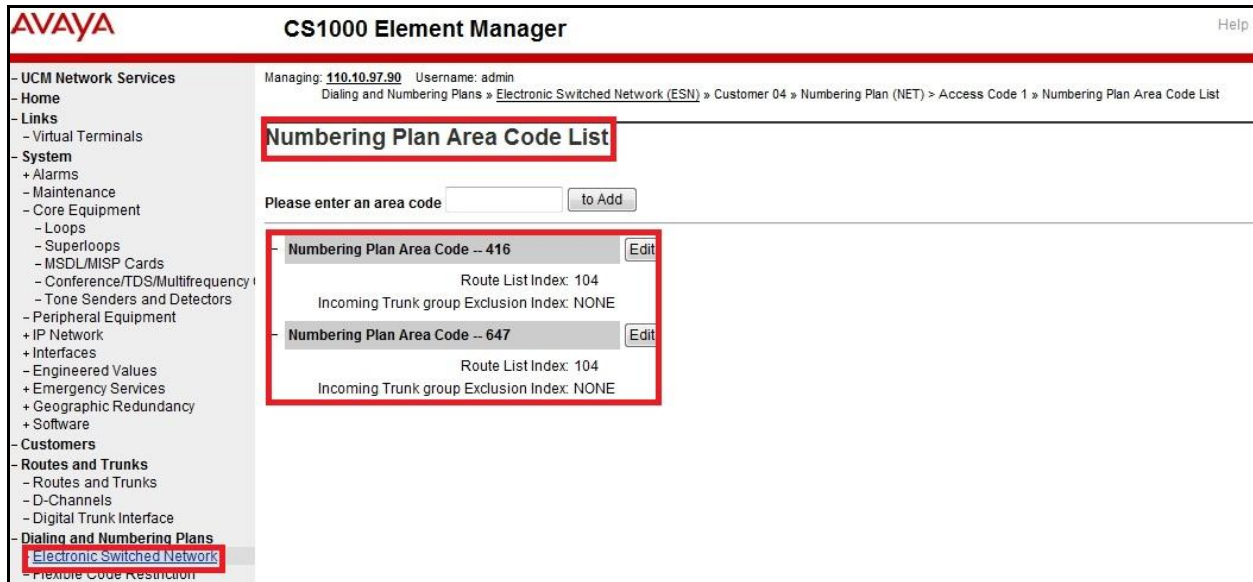 AVAYA
CS1000 Element Manager
Help
- UCM Network Services
- Home
- Links
- Virtual Terminals
- System
+ Alarms
- Maintenance
- Core Equipment
- Loops
- Superloops
- MSDL/MISP Cards
- Conference/TDS/Multifrequency
- Tone Senders and Detectors
- Peripheral Equipment
+ IP Network
+ Interfaces
- Engineered Values
+ Emergency Services
+ Geographic Redundancy
+ Software
- Customers
- Routes and Trunks
- Routes and Trunks
- D-Channels
- Digital Trunk Interface
- Dialing and Numbering Plans
- Electronic Switched Network
- Flexible Code Restriction
Managing: 110.10.97.90 Username: admin
Dialing and Numbering Plans » Electronic Switched Network (ESN) » Customer 04 » Numbering Plan (NET) > Access Code 1 » Numbering Plan Area Code List
Numbering Plan Area Code List
Please enter an area code to Add
- Numbering Plan Area Code -- 416 Edit
Route List Index: 104
Incoming Trunk group Exclusion Index: NONE
- Numbering Plan Area Code -- 647 Edit
Route List Index: 104
Incoming Trunk group Exclusion Index: NONE